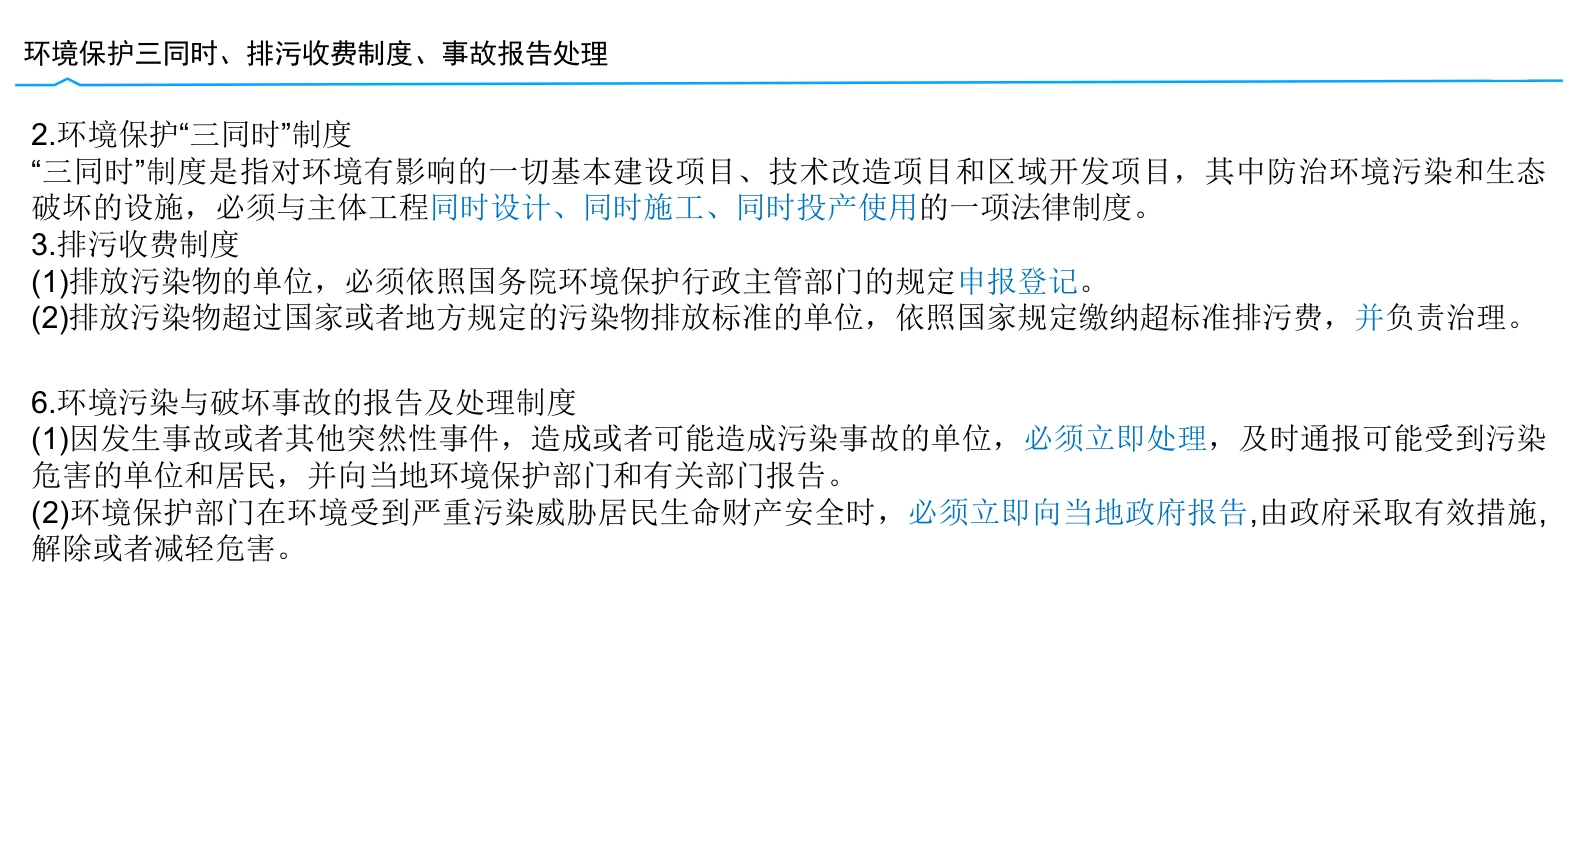 环境保护三同时、排污收费制度、事故报告处理
2.环境保护“三同时”制度
“三同时”制度是指对环境有影响的一切基本建设项目、技术改造项目和区域开发项目，其中防治环境污染和生态
破坏的设施，必须与主体工程同时设计、同时施工、同时投产使用的一项法律制度。
3.排污收费制度
(1)排放污染物的单位，必须依照国务院环境保护行政主管部门的规定申报登记。
(2)排放污染物超过国家或者地方规定的污染物排放标准的单位，依照国家规定缴纳超标准排污费，并负责治理。
6.环境污染与破坏事故的报告及处理制度
(1)因发生事故或者其他突然性事件，造成或者可能造成污染事故的单位，必须立即处理，及时通报可能受到污染
危害的单位和居民，并向当地环境保护部门和有关部门报告。
(2)环境保护部门在环境受到严重污染威胁居民生命财产安全时，必须立即向当地政府报告,由政府采取有效措施,
解除或者减轻危害。